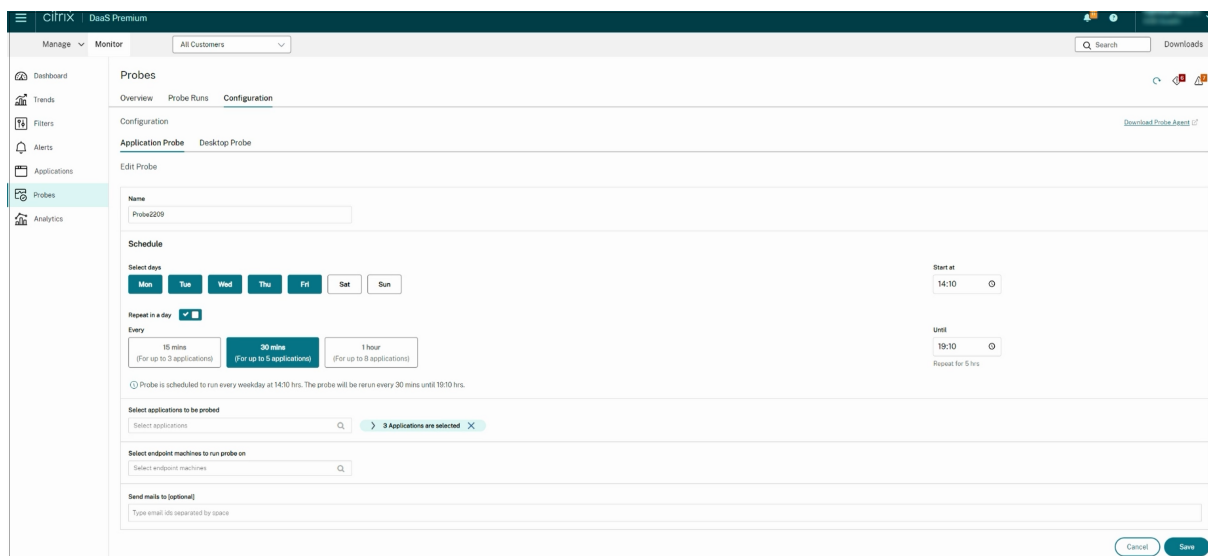 citrix | DaaS Premium
Manage Monitor All Customers Search Downloads
Dashboard
Trends
Filters
Alerts
Applications
Probes
Analytics
Probes
Overview Probe Runs Configuration
Configuration
Download Probe Agent
Application Probe Desktop Probe
Edit Probe
Name
Probe2209
Schedule
Select days
Mon Tue Wed Thu Fri Sat Sun
Start at
14:10
Repeat in a day
Every
15 mins
(For up to 3 applications)
30 mins
(For up to 5 applications)
1 hour
(For up to 8 applications)
Until
19:10
Repeat for 5 hrs
Probe is scheduled to run every weekday at 14:10 hrs. The probe will be rerun every 30 mins until 19:10 hrs.
Select applications to be probed
Select applications
3 Applications are selected
Select endpoint machines to run probe on
Select endpoint machines
Send mails to [optional]
Type email ids separated by space
Cancel Save